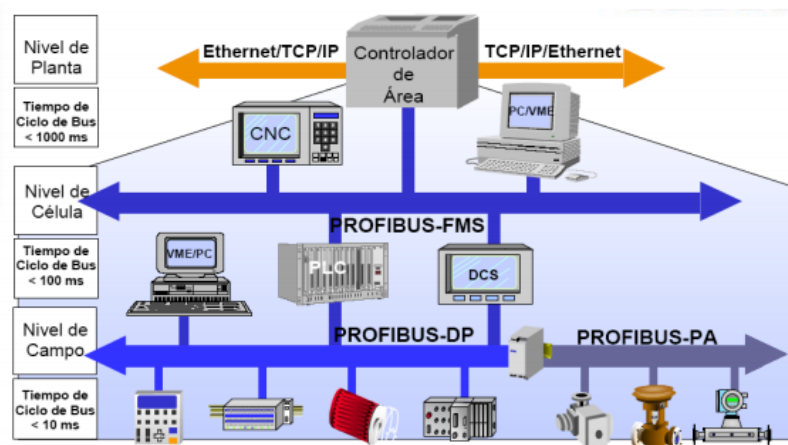 Nivel de
Planta
Ethernet/TCP/IP
Controlador
de
Área
TCP/IP/Ethernet
Tiempo de
Ciclo de Bus
< 1000 ms
CNC
PC/VME
Nivel de
Célula
PROFIBUS-FMS
Tiempo de
Ciclo de Bus
< 100 ms
VME/PC
PLC
DCS
Nivel de
Campo
PROFIBUS-DP
PROFIBUS-PA
Tiempo de
Ciclo de Bus
< 10 ms